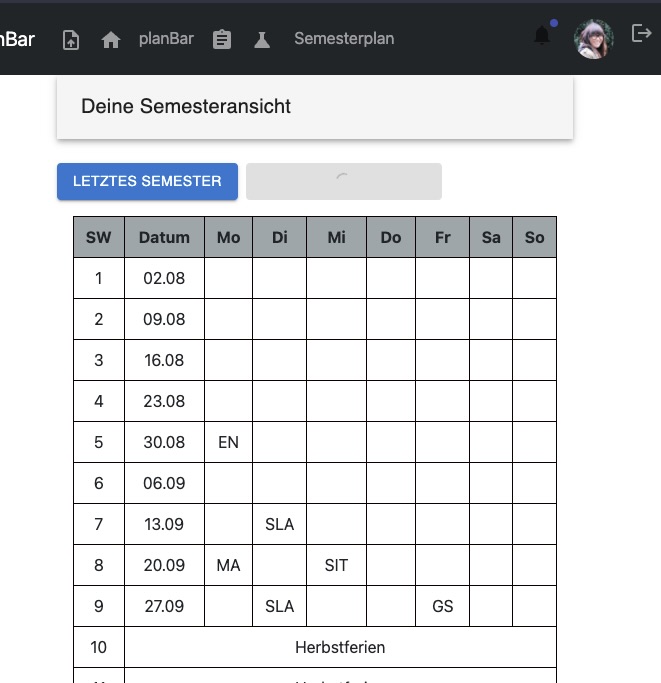 nBar planBar Semesterplan
Deine Semesteransicht
LETZTES SEMESTER
SW Datum Mo Di Mi Do Fr Sa So
1 02.08
2 09.08
3 16.08
4 23.08
5 30.08 EN
6 06.09
7 13.09 SLA
8 20.09 MA SIT
9 27.09 SLA GS
10 Herbstferien